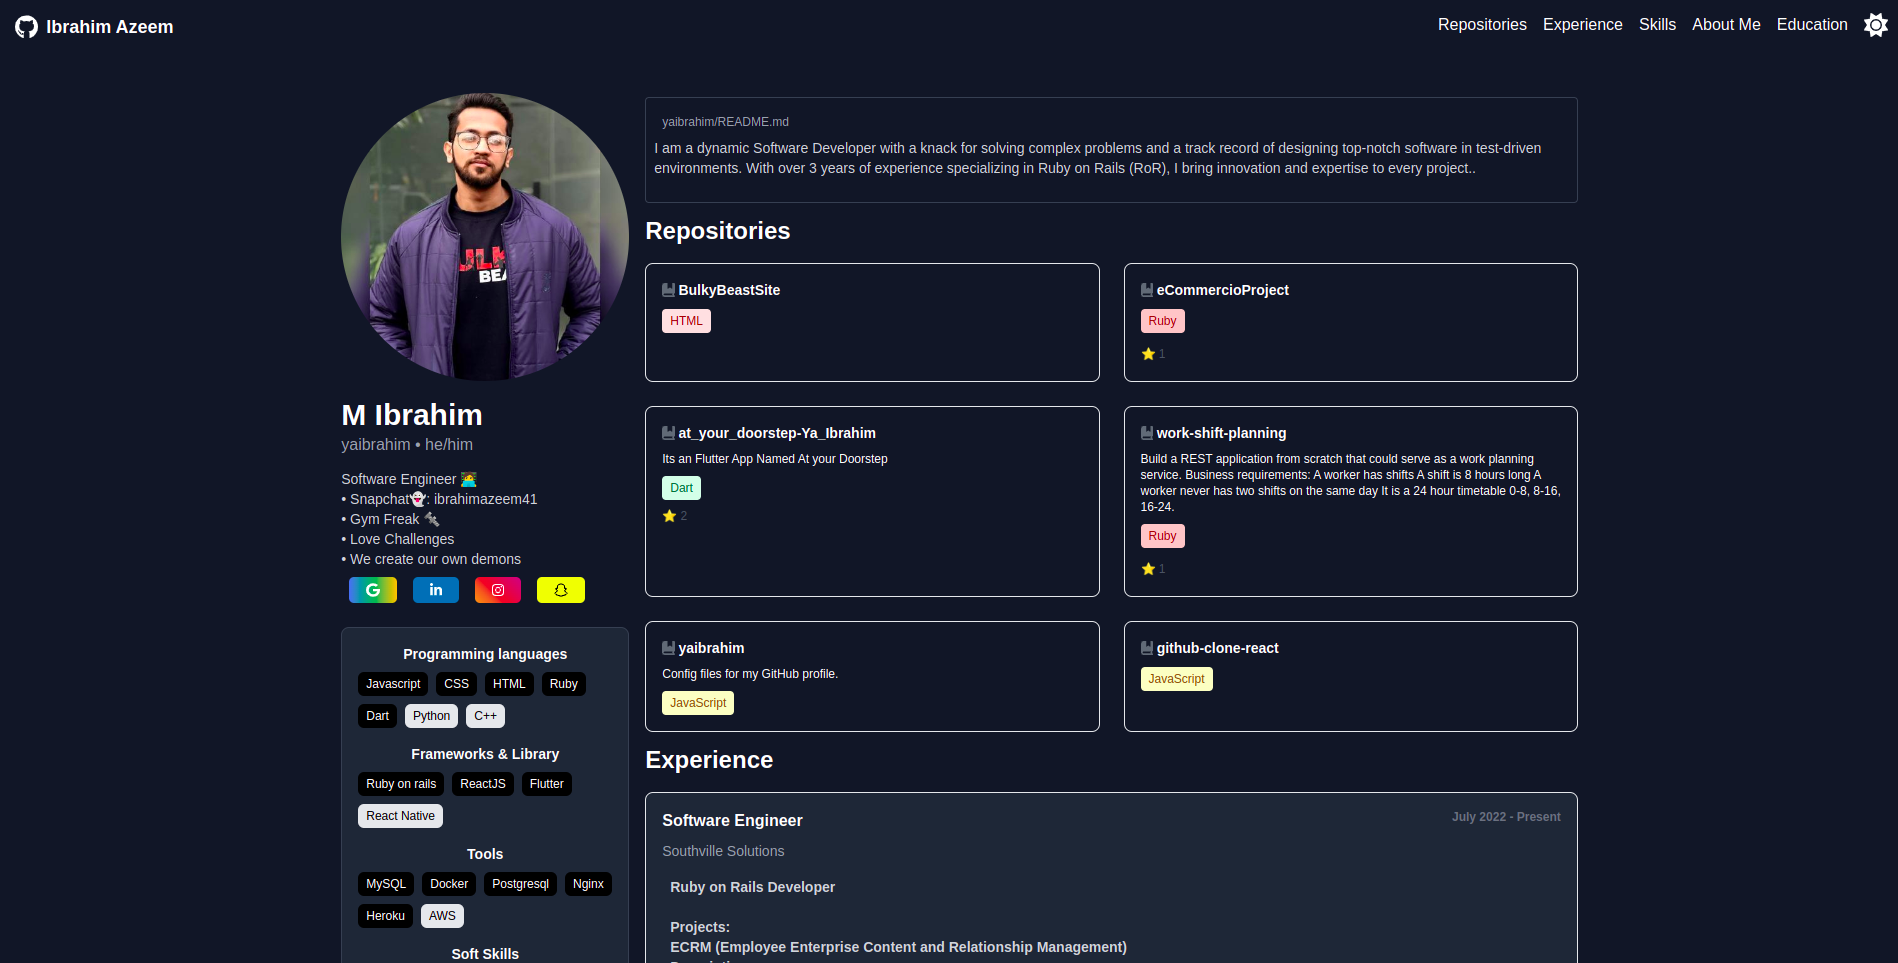 Ibrahim Azeem
Repositories Experience Skills About Me Education
M Ibrahim
yaibrahim • he/him
Software Engineer 👨‍💻
• Snapchat👻: ibrahimazeem41
• Gym Freak 🔩
• Love Challenges
• We create our own demons
Programming languages
Javascript CSS HTML Ruby
Dart Python C++
Frameworks & Library
Ruby on rails ReactJS Flutter
React Native
Tools
MySQL Docker Postgresql Nginx
Heroku AWS
Soft Skills
yaibrahim/README.md
I am a dynamic Software Developer with a knack for solving complex problems and a track record of designing top-notch software in test-driven
environments. With over 3 years of experience specializing in Ruby on Rails (RoR), I bring innovation and expertise to every project..
Repositories
BulkyBeastSite
HTML
eCommercioProject
Ruby
⭐ 1
at_your_doorstep-Ya_Ibrahim
Its an Flutter App Named At your Doorstep
Dart
⭐ 2
work-shift-planning
Build a REST application from scratch that could serve as a work planning
service. Business requirements: A worker has shifts A shift is 8 hours long A
worker never has two shifts on the same day It is a 24 hour timetable 0-8, 8-16,
16-24.
Ruby
⭐ 1
yaibrahim
Config files for my GitHub profile.
JavaScript
github-clone-react
JavaScript
Experience
Software Engineer
July 2022 - Present
Southville Solutions
Ruby on Rails Developer
Projects:
ECRM (Employee Enterprise Content and Relationship Management)